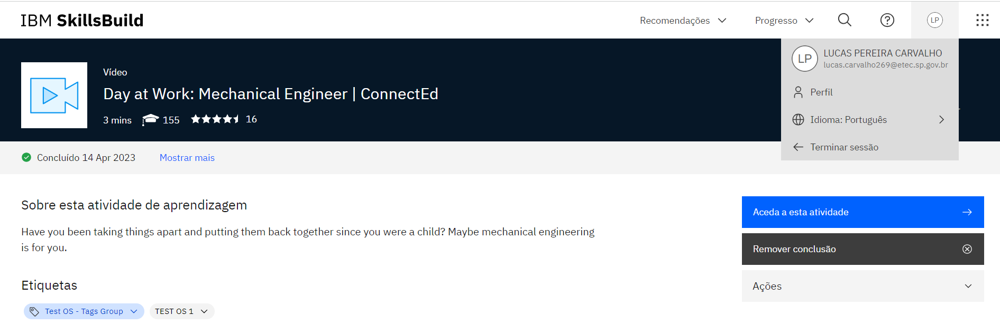 IBM SkillsBuild
Recomendações
Progresso
LP
LP
LUCAS PEREIRA CARVALHO
lucas.carvalho269@etec.sp.gov.br
Perfil
Idioma: Português
Terminar sessão
Vídeo
Day at Work: Mechanical Engineer | ConnectEd
3 mins 155 16
Concluído 14 Apr 2023 Mostrar mais
Sobre esta atividade de aprendizagem
Have you been taking things apart and putting them back together since you were a child? Maybe mechanical engineering
is for you.
Etiquetas
Test OS - Tags Group TEST OS 1
Aceda a esta atividade
Remover conclusão
Ações